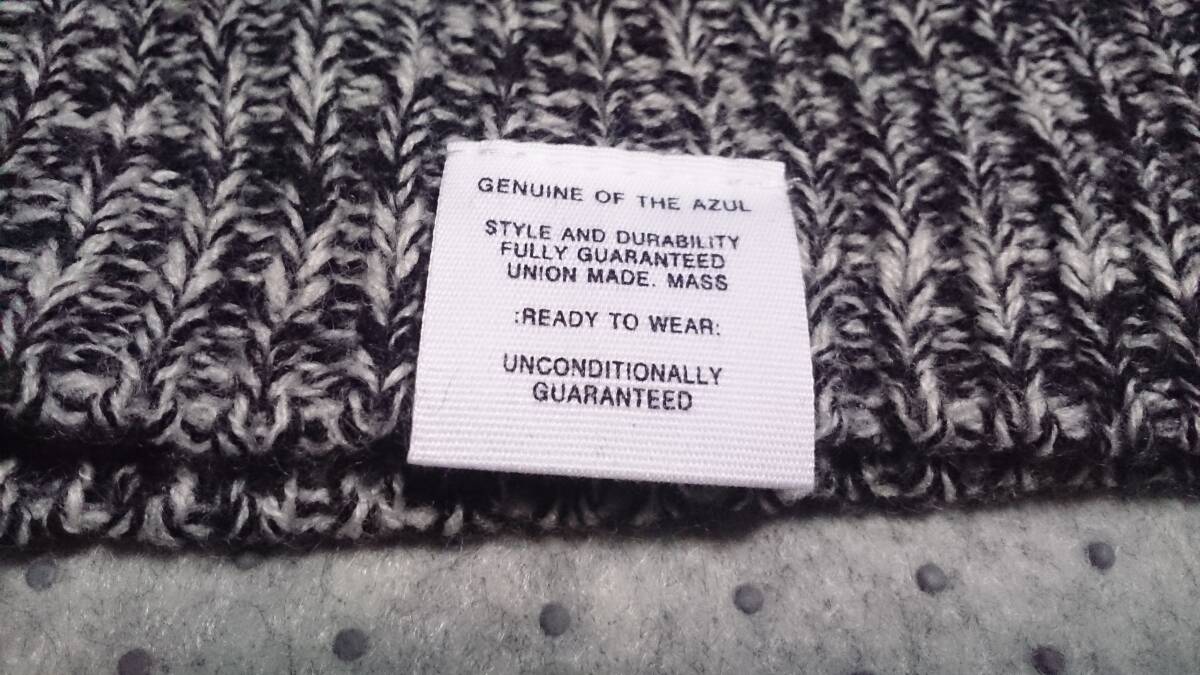 GENUINE OF THE AZUL
STYLE AND DURABILITY
FULLY GUARANTEED
UNION MADE. MASS
:READY TO WEAR:
UNCONDITIONALLY
GUARANTEED